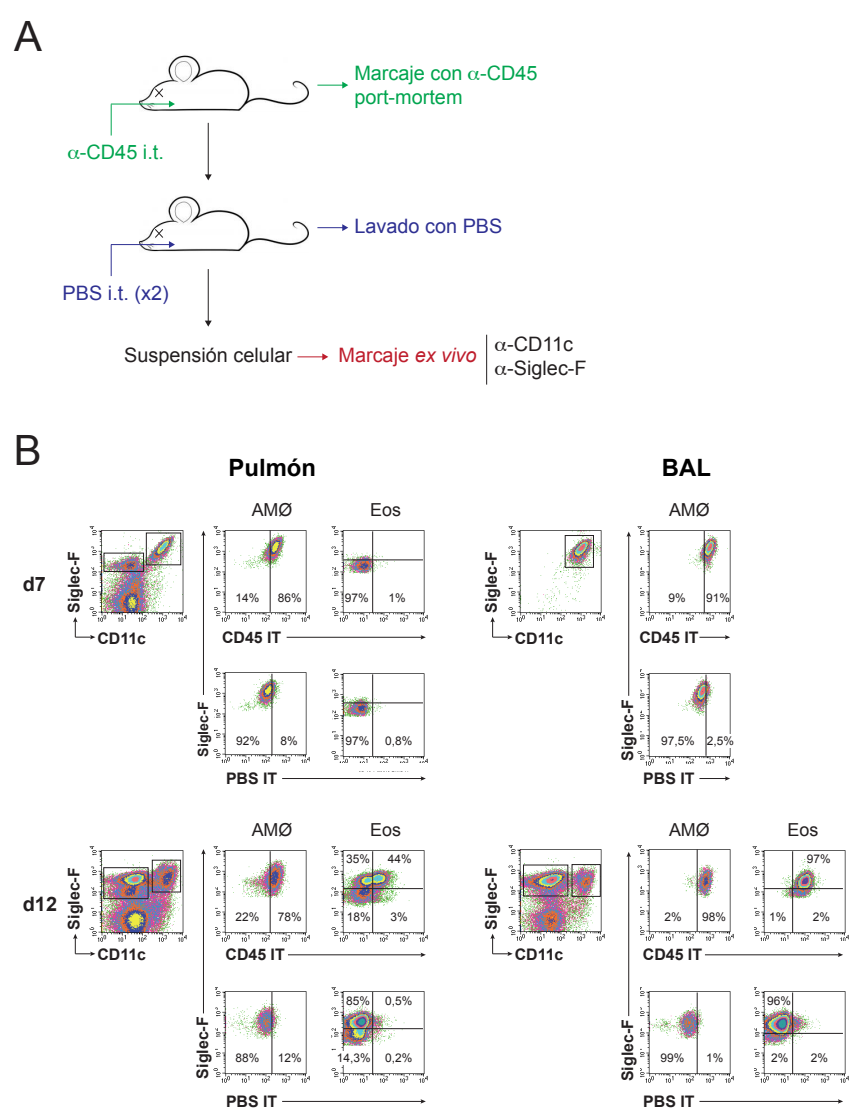 A
Marcaje con α-CD45
port-mortem
α-CD45 i.t.
Lavado con PBS
PBS i.t. (x2)
Suspensión celular
Marcaje ex vivo
α-CD11c
α-Siglec-F
B
Pulmón
BAL
AMØ
Eos
AMØ
d7
Siglec-F
CD11c
14%
86%
97%
1%
CD45 IT
Siglec-F
CD11c
9%
91%
CD45 IT
Siglec-F
92%
8%
97%
0,8%
PBS IT
Siglec-F
97,5%
2,5%
PBS IT
AMØ
Eos
AMØ
Eos
d12
Siglec-F
CD11c
22%
78%
35%
44%
18%
3%
CD45 IT
Siglec-F
CD11c
2%
98%
97%
1%
2%
CD45 IT
Siglec-F
88%
12%
85%
0,5%
14,3%
0,2%
PBS IT
Siglec-F
99%
1%
96%
2%
2%
PBS IT